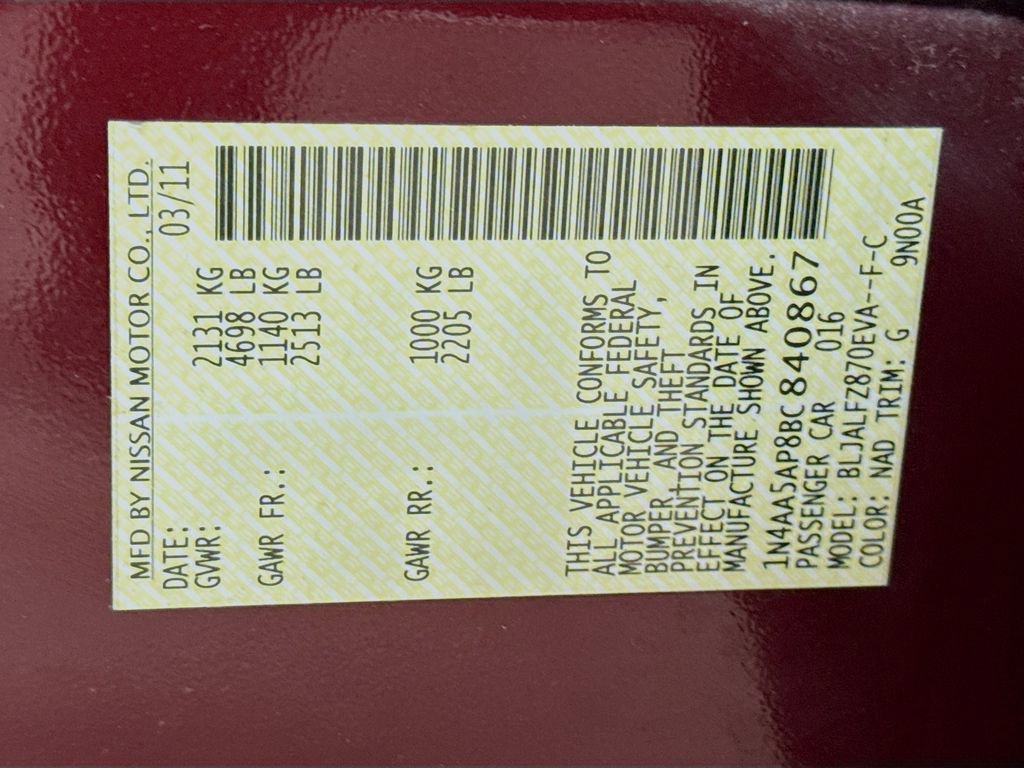 MFD BY NISSAN MOTOR CO., LTD.
DATE: 03/11
GVWR: 2131 KG
4698 LB
GAWR FR.: 1140 KG
2513 LB
GAWR RR.: 1000 KG
2205 LB
THIS VEHICLE CONFORMS TO
ALL APPLICABLE FEDERAL
MOTOR VEHICLE SAFETY,
BUMPER, AND THEFT
PREVENTION STANDARDS IN
EFFECT ON THE DATE OF
MANUFACTURE SHOWN ABOVE.
1N4AA5AP8BC840867
PASSENGER CAR 016
MODEL: BLJALFZ870EVA--F-C
COLOR: NAD TRIM: G 9N00A